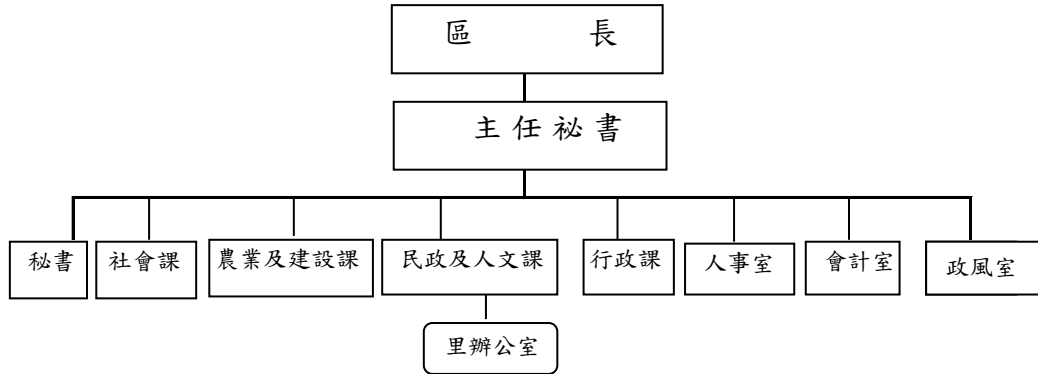 區 長
主任祕書
秘書
社會課
農業及建設課
民政及人文課
行政課
人事室
會計室
政風室
里辦公室